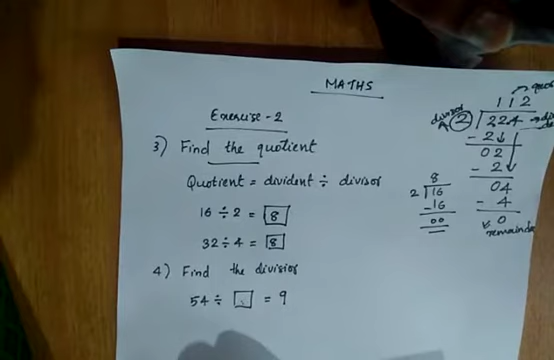 MATHS
Exercise - 2
3) Find the quotient
Quotient = divident ÷ divisor
16 ÷ 2 = 8
32 ÷ 4 = 8
4) Find the divisior
54 ÷ □ = 9
8
2 16
-16
00
112
divisor
2 224
- 2
02
- 2
04
- 4
0
remainder